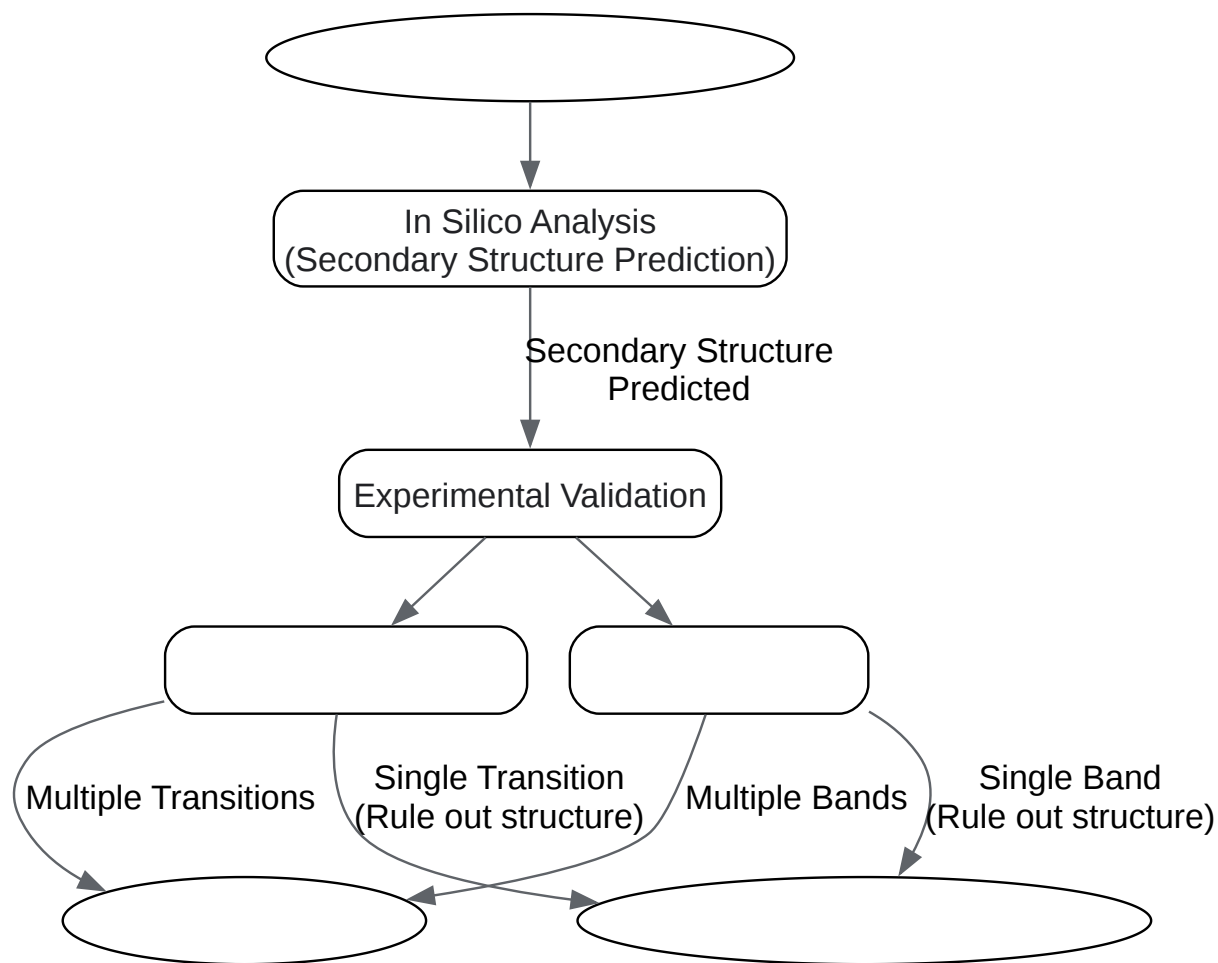 In Silico Analysis
(Secondary Structure Prediction)
Secondary Structure
Predicted
Experimental Validation
Multiple Transitions
Single Transition
(Rule out structure)
Multiple Bands
Single Band
(Rule out structure)